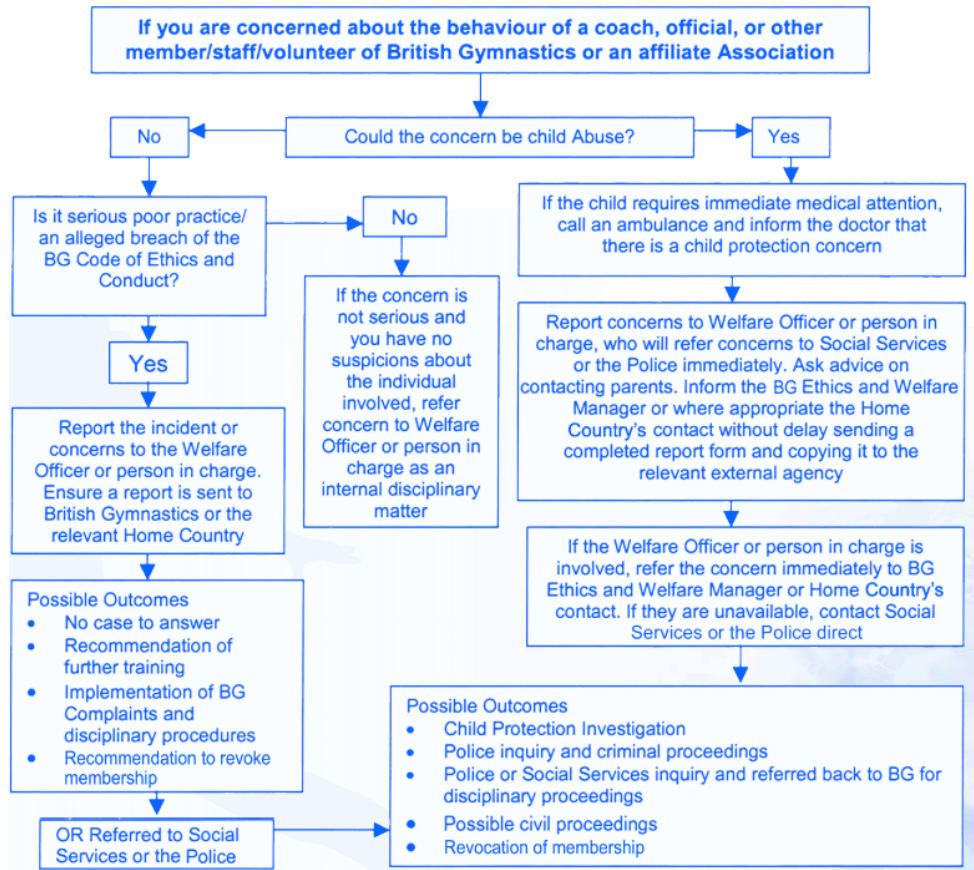 If you are concerned about the behaviour of a coach, official, or other
member/staff/volunteer of British Gymnastics or an affiliate Association
No
Could the concern be child Abuse?
Yes
Is it serious poor practice/
an alleged breach of the
BG Code of Ethics and
Conduct?
No
If the child requires immediate medical attention,
call an ambulance and inform the doctor that
there is a child protection concern
If the concern is
not serious and
you have no
suspicions about
the individual
involved, refer
concern to Welfare
Officer or person in
charge as an
internal disciplinary
matter
Yes
Report concerns to Welfare Officer or person in
charge, who will refer concerns to Social Services
or the Police immediately. Ask advice on
contacting parents. Inform the BG Ethics and Welfare
Manager or where appropriate the Home
Country's contact without delay sending a
completed report form and copying it to the
relevant external agency
Report the incident or
concerns to the Welfare
Officer or person in charge.
Ensure a report is sent to
British Gymnastics or the
relevant Home Country
If the Welfare Officer or person in charge is
involved, refer the concern immediately to BG
Ethics and Welfare Manager or Home Country's
contact. If they are unavailable, contact Social
Services or the Police direct
Possible Outcomes
• No case to answer
• Recommendation of
further training
• Implementation of BG
Complaints and
disciplinary procedures
• Recommendation to revoke
membership
Possible Outcomes
• Child Protection Investigation
• Police inquiry and criminal proceedings
• Police or Social Services inquiry and referred back to BG for
disciplinary proceedings
• Possible civil proceedings
• Revocation of membership
OR Referred to Social
Services or the Police